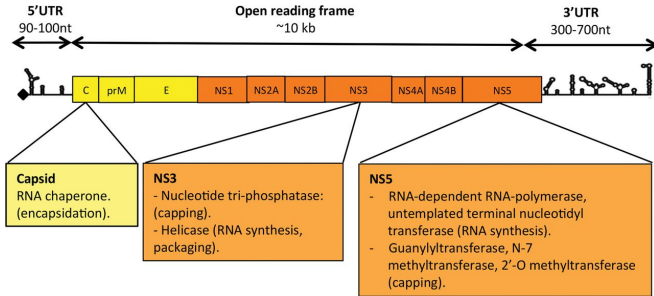 5’UTR
90-100nt
Open reading frame
~10 kb
3’UTR
300-700nt
C
prM
E
NS1
NS2A
NS2B
NS3
NS4A
NS4B
NS5
Capsid
RNA chaperone.
(encapsidation).
NS3
- Nucleotide tri-phosphatase:
(capping).
- Helicase (RNA synthesis,
packaging).
NS5
- RNA-dependent RNA-polymerase,
untemplated terminal nucleotidyl
transferase (RNA synthesis).
- Guanylyltransferase, N-7
methyltransferase, 2’-O methyltransferase
(capping).